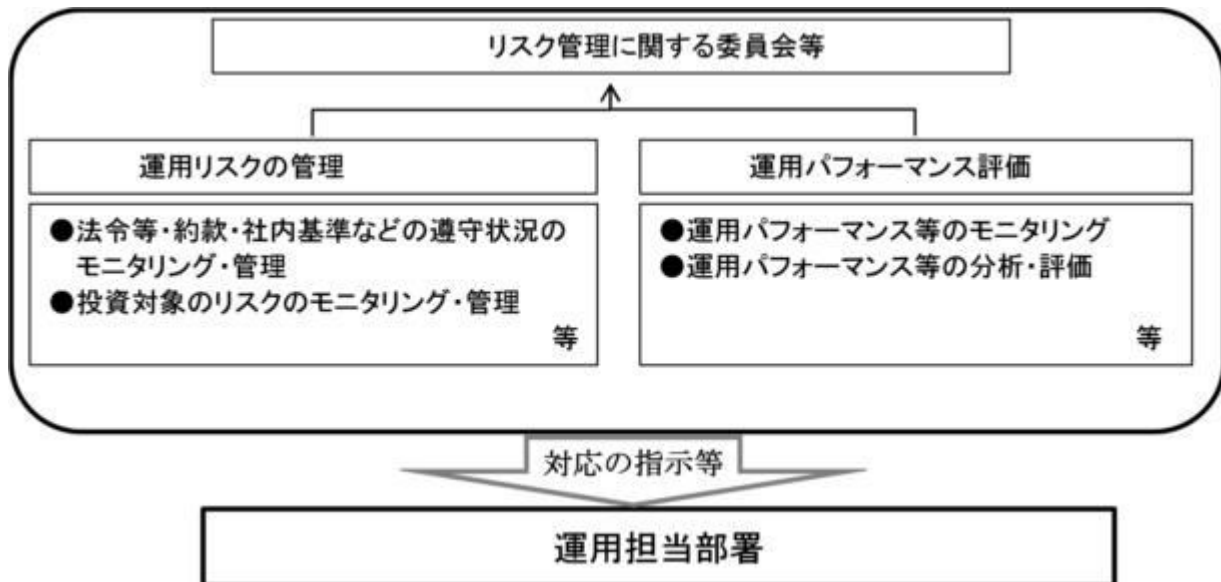 リスク管理に関する委員会等
運用リスクの管理
運用パフォーマンス評価
●法令等・約款・社内基準などの遵守状況の
モニタリング・管理
●投資対象のリスクのモニタリング・管理
等
●運用パフォーマンス等のモニタリング
●運用パフォーマンス等の分析・評価
等
対応の指示等
運用担当部署